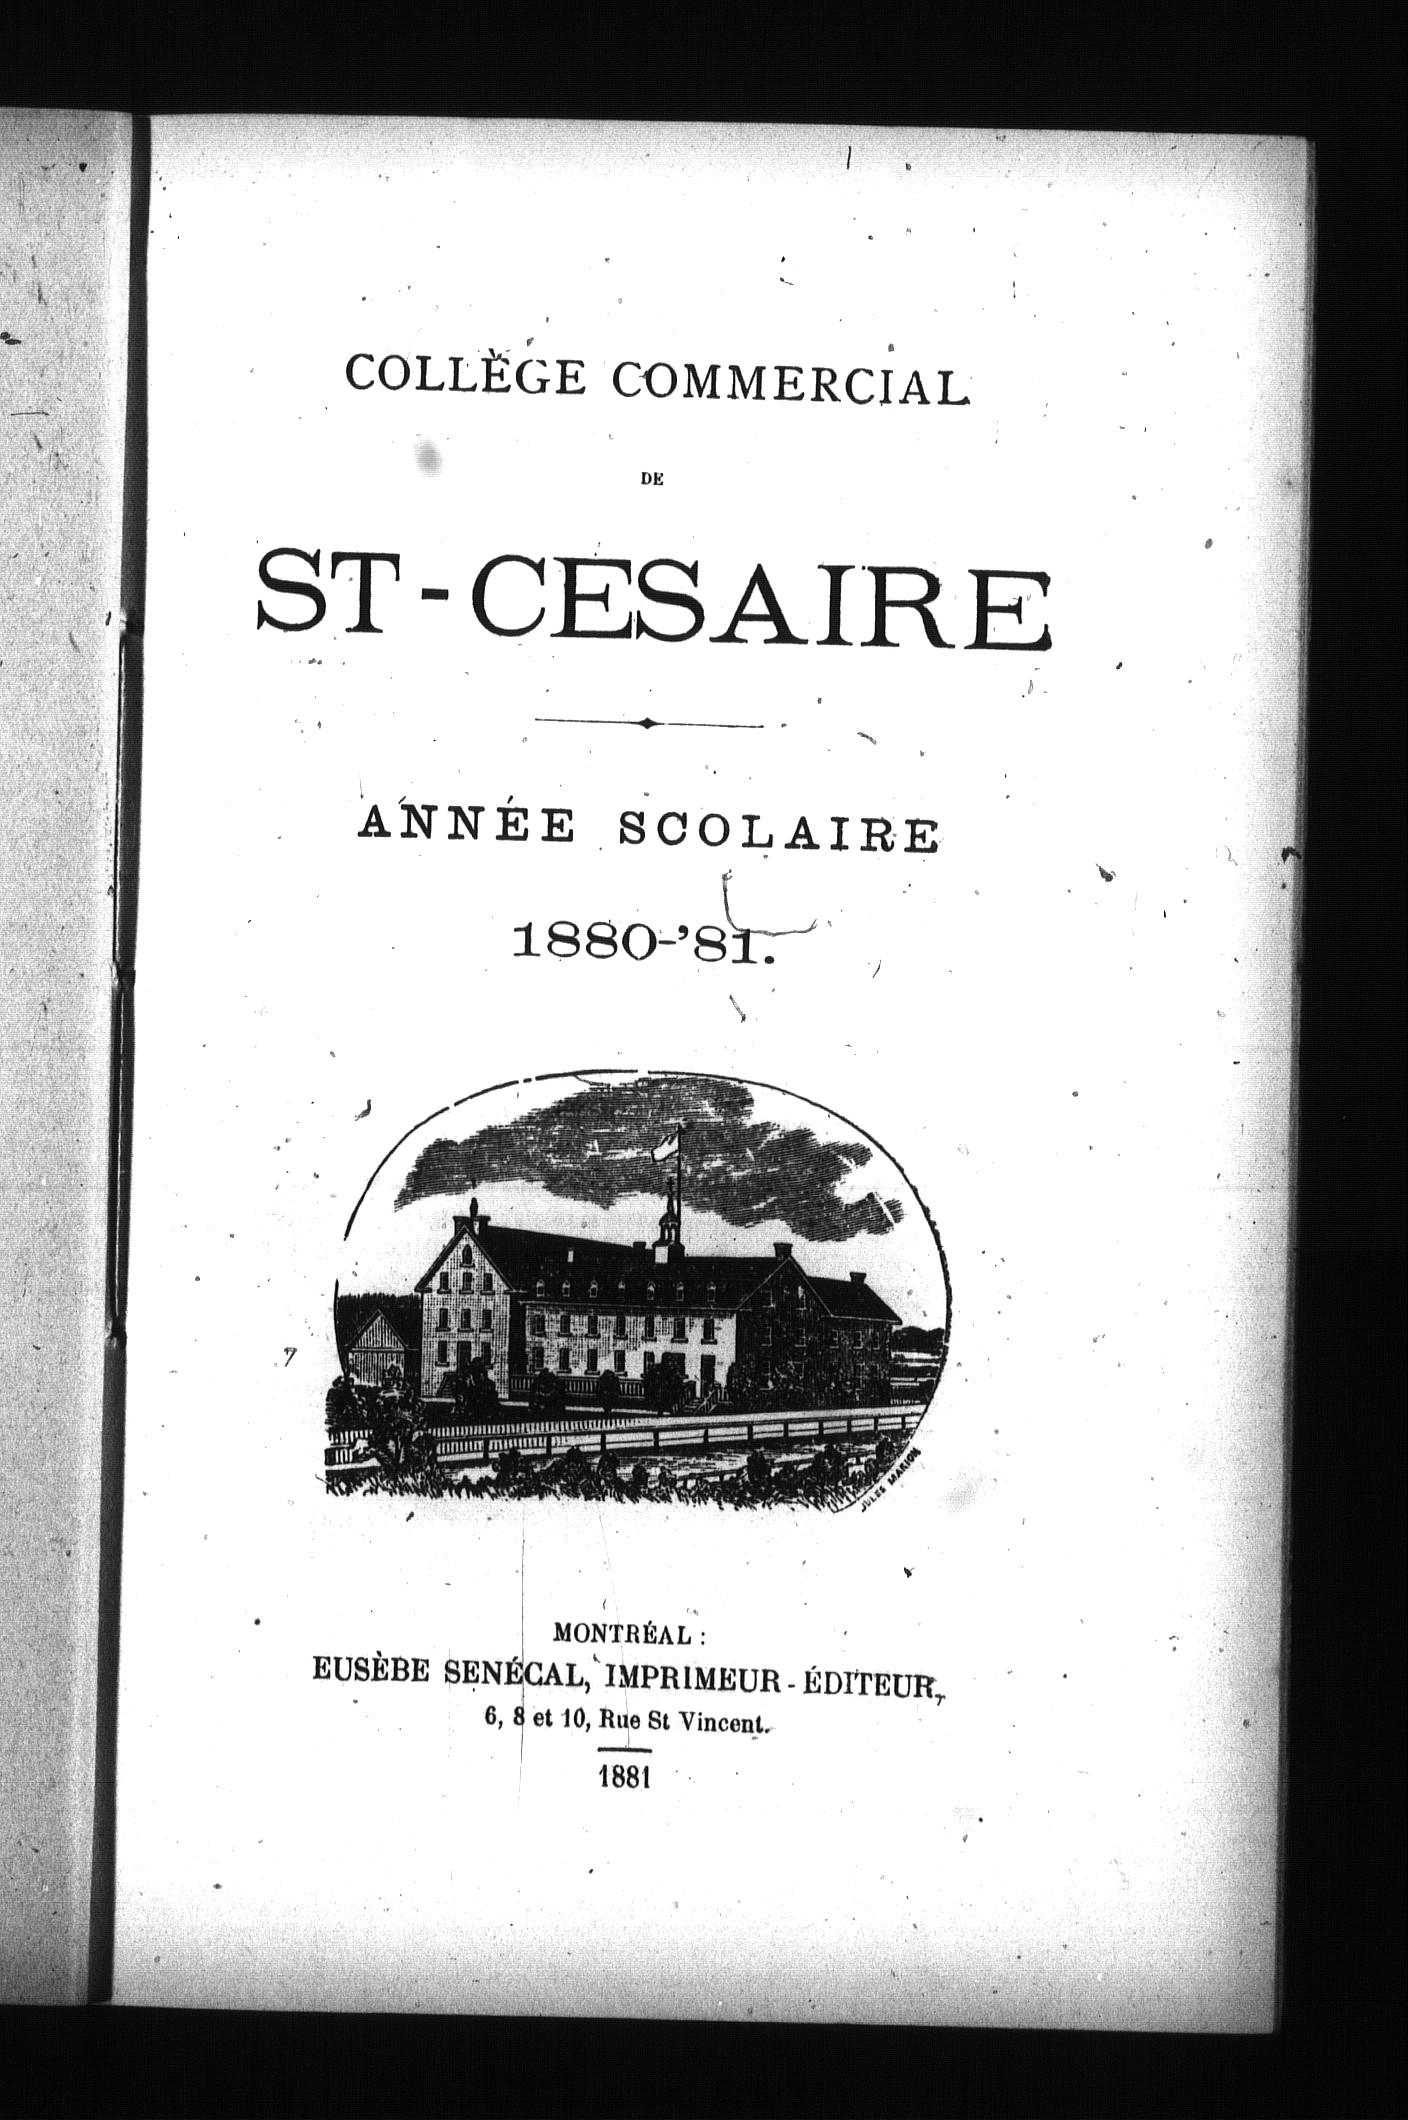 COLLÈGE COMMERCIAL
DE
ST-CESAIRE
ANNÉE SCOLAIRE
1880-’81.
JULES MARION
MONTRÉAL :
EUSÈBE SENÉCAL, IMPRIMEUR-ÉDITEUR,
6, 8 et 10, Rue St Vincent.
1881